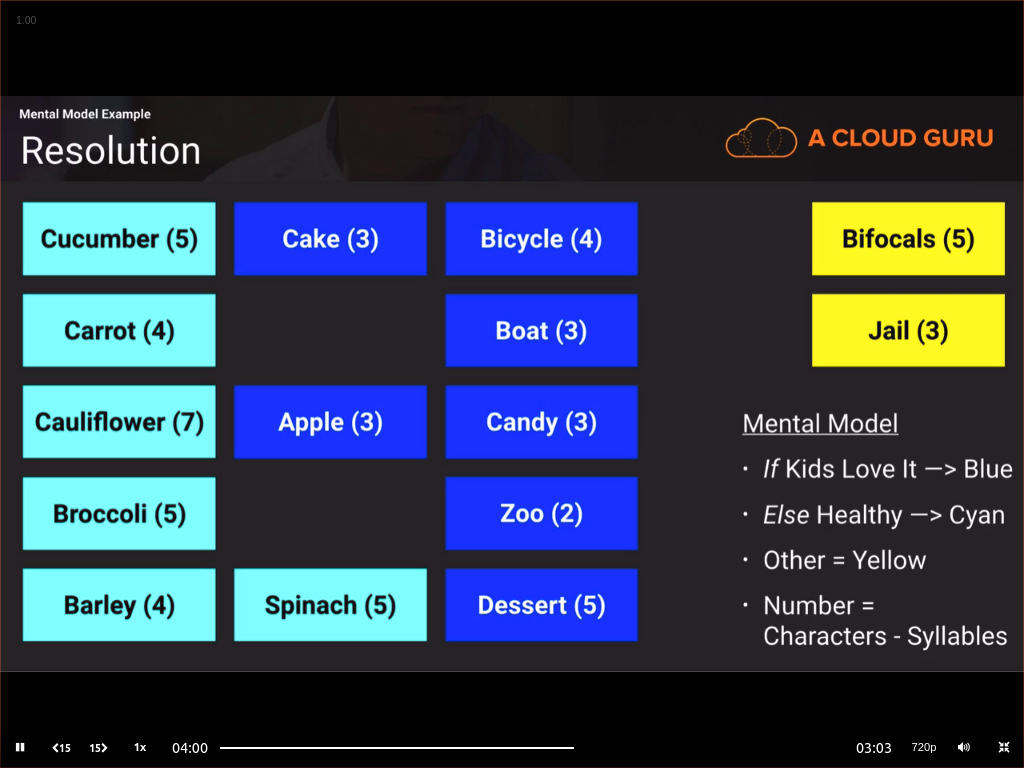 1.00
Mental Model Example
Resolution
A CLOUD GURU
Cucumber (5)
Cake (3)
Bicycle (4)
Bifocals (5)
Carrot (4)
Boat (3)
Jail (3)
Cauliflower (7)
Apple (3)
Candy (3)
Broccoli (5)
Zoo (2)
Barley (4)
Spinach (5)
Dessert (5)
Mental Model
· If Kids Love It —> Blue
· Else Healthy —> Cyan
· Other = Yellow
· Number =
Characters - Syllables
15 15 1x 04:00 03:03 720p